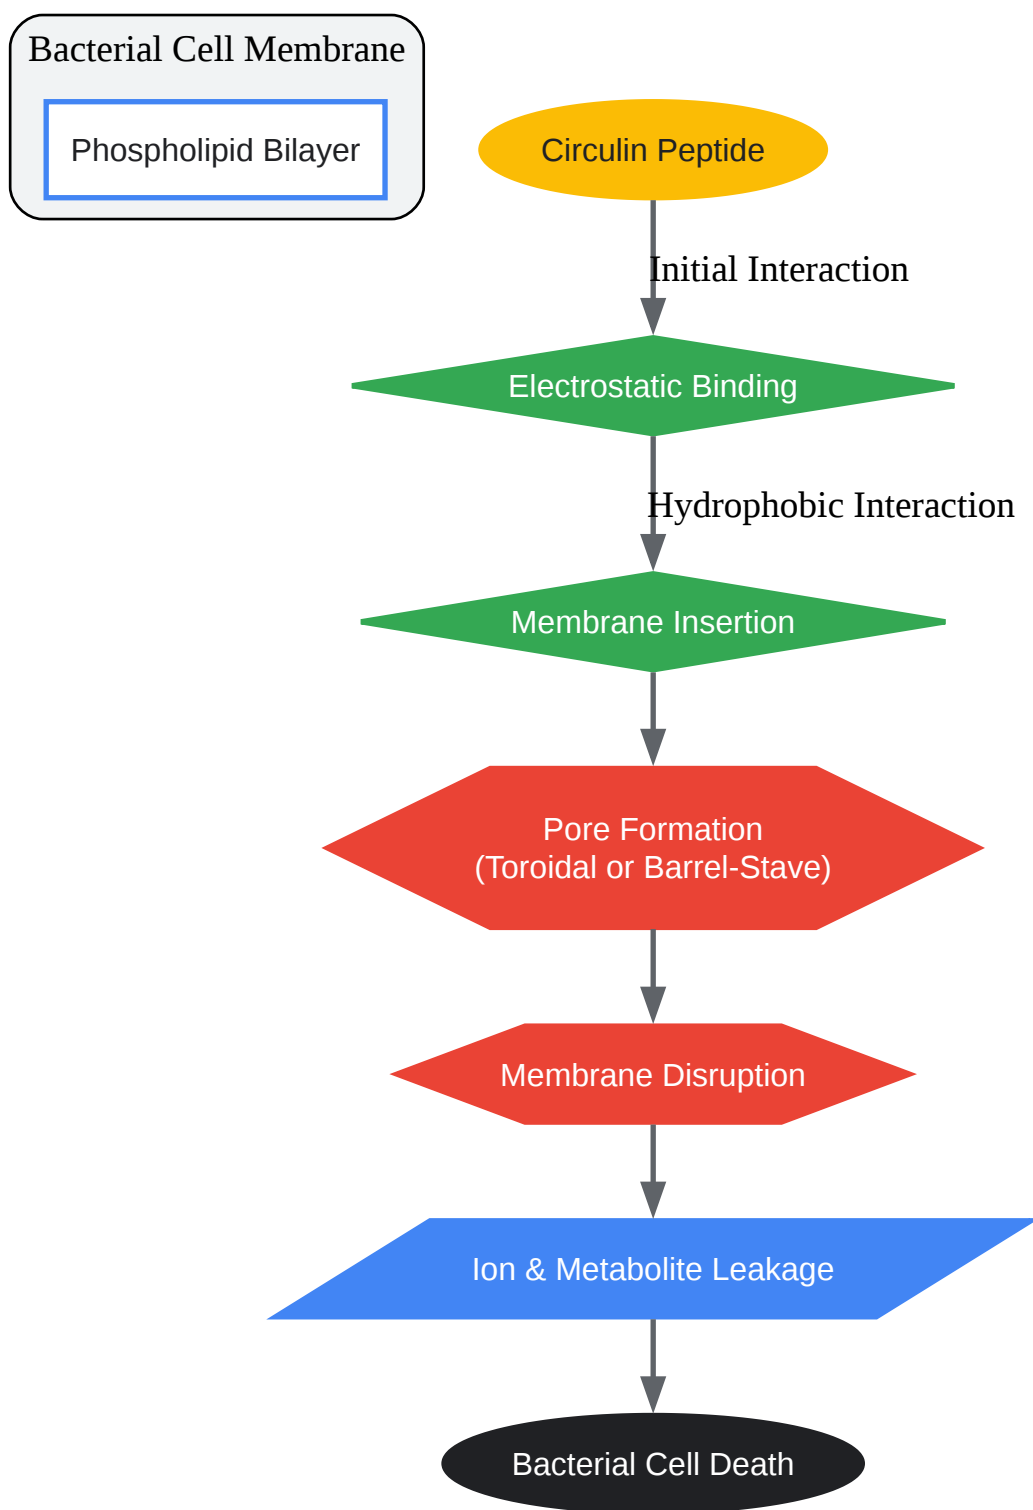 Bacterial Cell Membrane
Phospholipid Bilayer
Circulin Peptide
Initial Interaction
Electrostatic Binding
Hydrophobic Interaction
Membrane Insertion
Pore Formation
(Toroidal or Barrel-Stave)
Membrane Disruption
Ion & Metabolite Leakage
Bacterial Cell Death